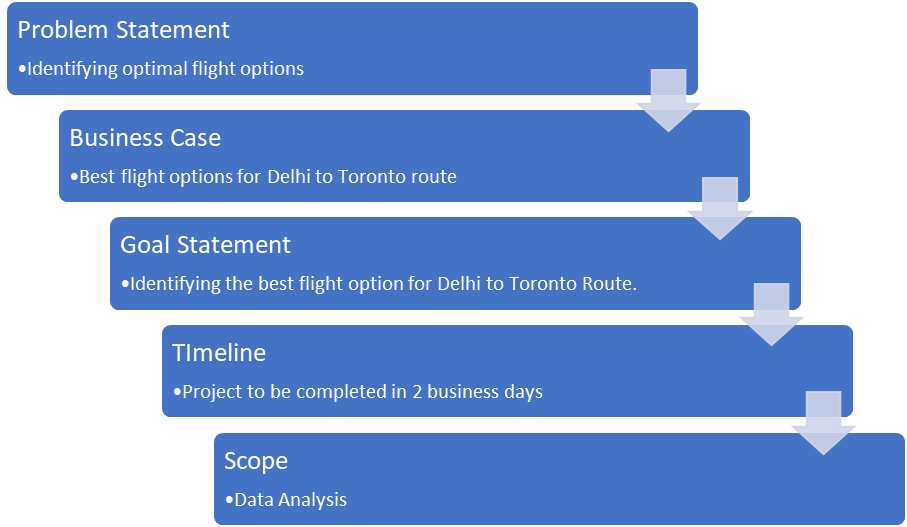 Problem Statement
•Identifying optimal flight options
Business Case
•Best flight options for Delhi to Toronto route
Goal Statement
•Identifying the best flight option for Delhi to Toronto Route.
TImeline
•Project to be completed in 2 business days
Scope
•Data Analysis